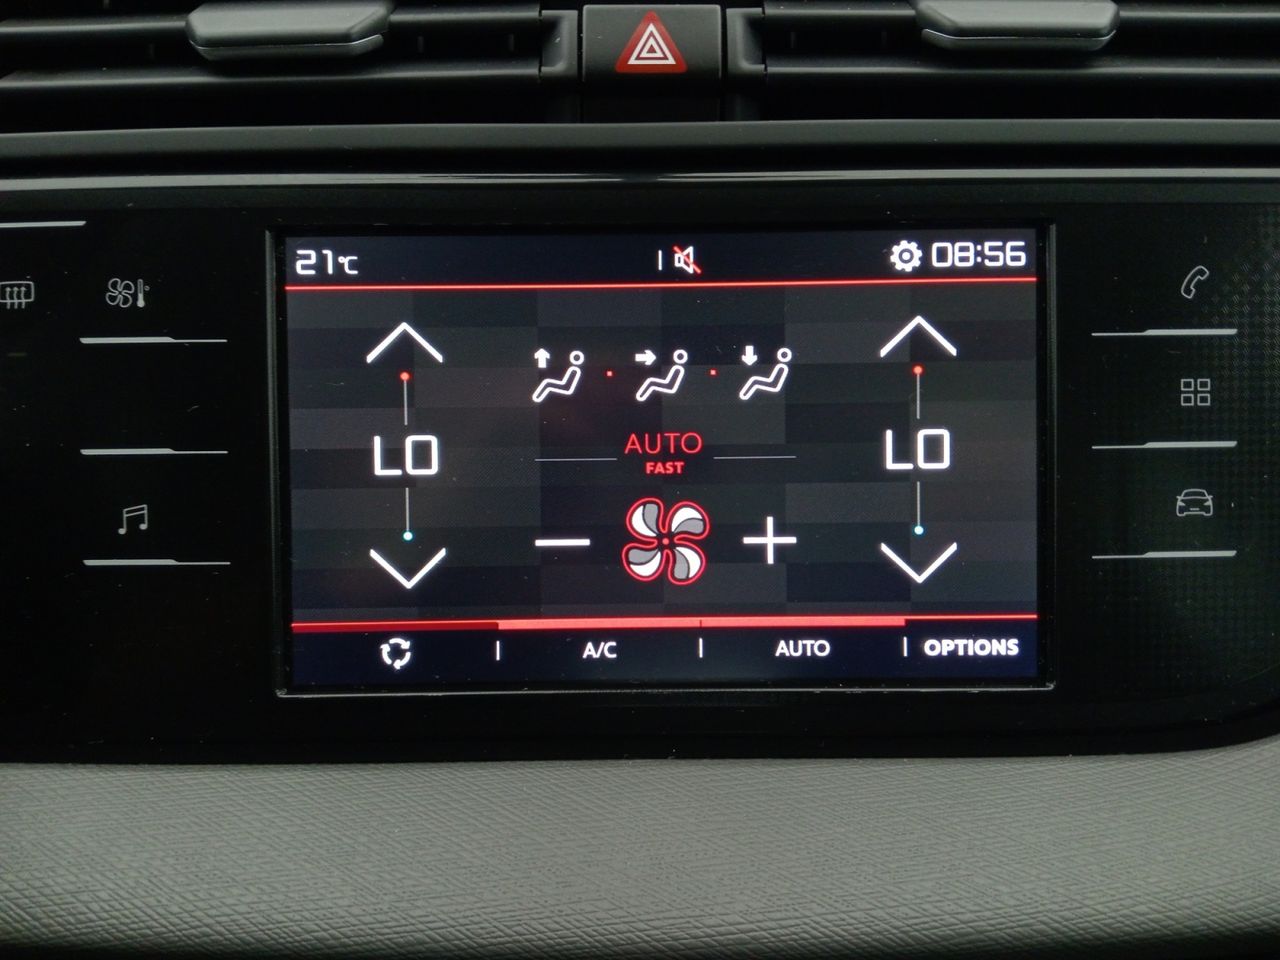 21°C
08:56
LO
LO
AUTO
FAST
A/C
AUTO
OPTIONS